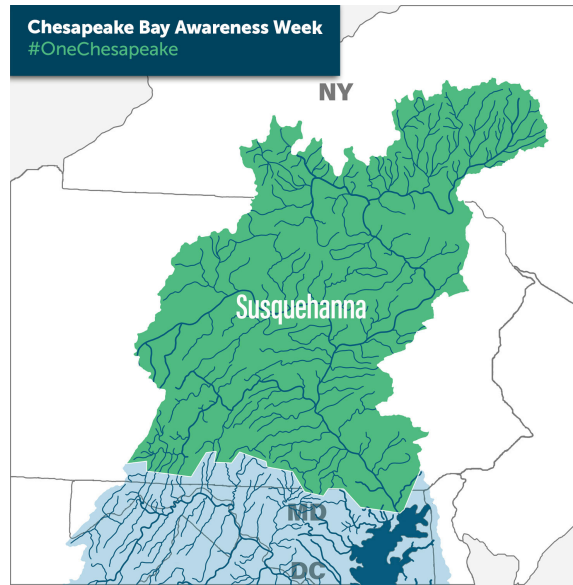 Chesapeake Bay Awareness Week
#OneChesapeake
NY
Susquehanna
MD
DC